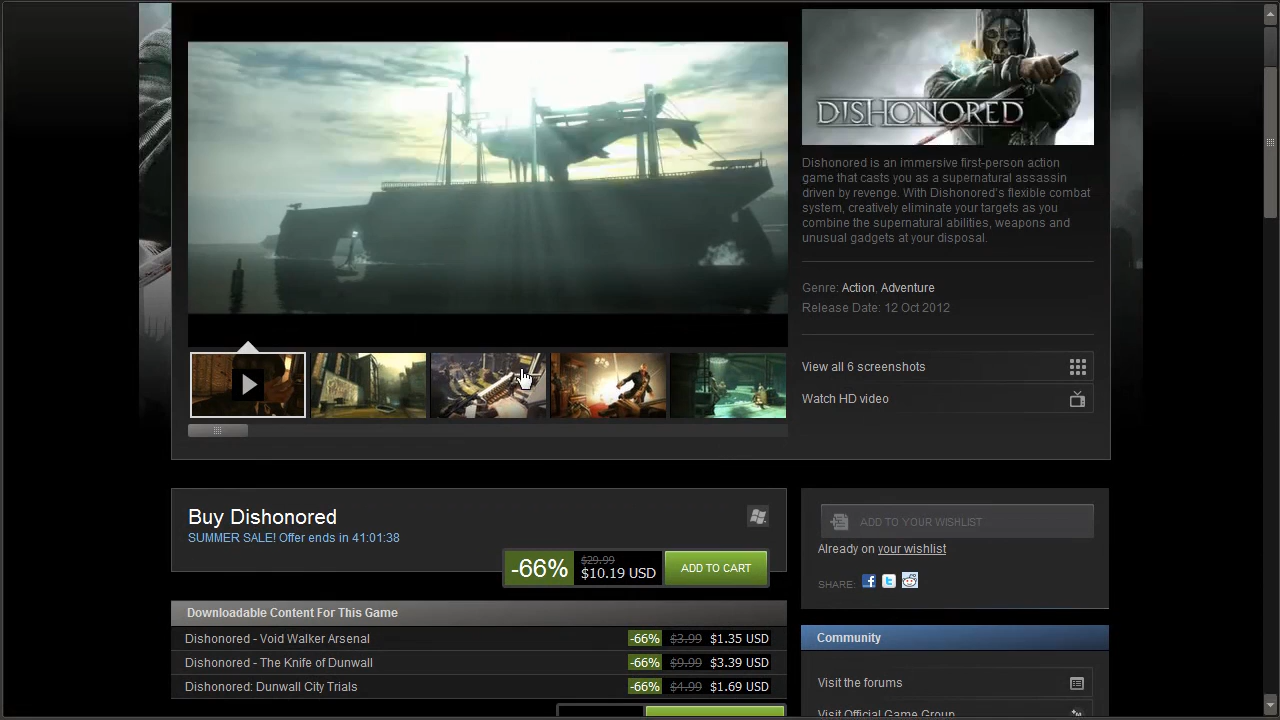 DISHONORED
Dishonored is an immersive first-person action
game that casts you as a supernatural assassin
driven by revenge. With Dishonored's flexible combat
system, creatively eliminate your targets as you
combine the supernatural abilities, weapons and
unusual gadgets at your disposal.
Genre: Action, Adventure
Release Date: 12 Oct 2012
View all 6 screenshots
Watch HD video
Buy Dishonored
SUMMER SALE! Offer ends in 41:01:38
-66% $29.99
$10.19 USD
ADD TO CART
Downloadable Content For This Game
Dishonored - Void Walker Arsenal -66% $3.99 $1.35 USD
Dishonored - The Knife of Dunwall -66% $9.99 $3.39 USD
Dishonored: Dunwall City Trials -66% $4.99 $1.69 USD
ADD TO YOUR WISHLIST
Already on your wishlist
SHARE:
Community
Visit the forums
Visit Official Game Group